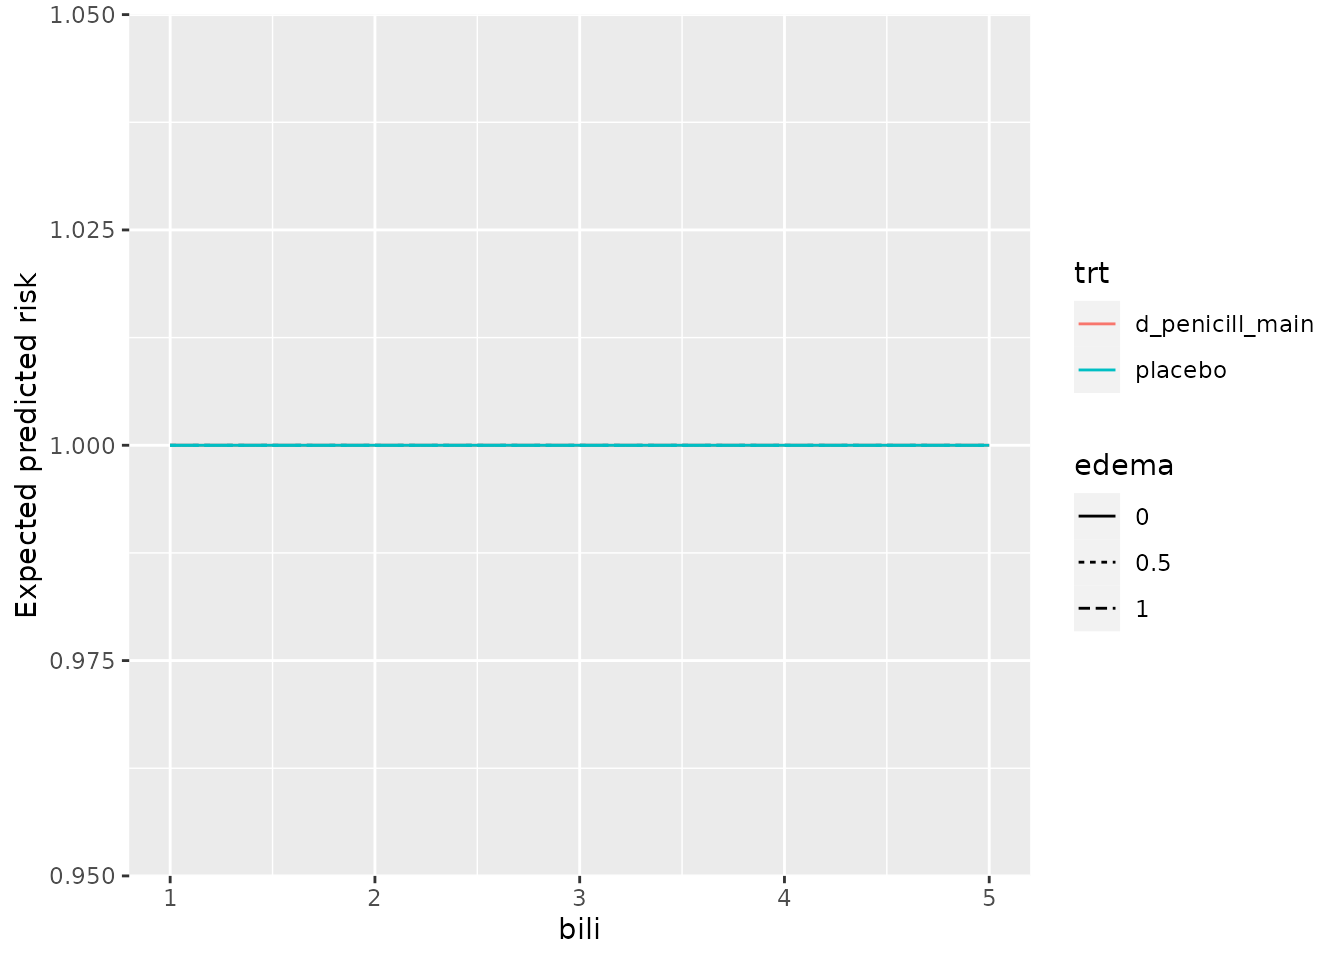 1.050
1.025
1.000
0.975
0.950
Expected predicted risk
1 2 3 4 5
bili
trt
d_penicill_main
placebo
edema
0
0.5
1